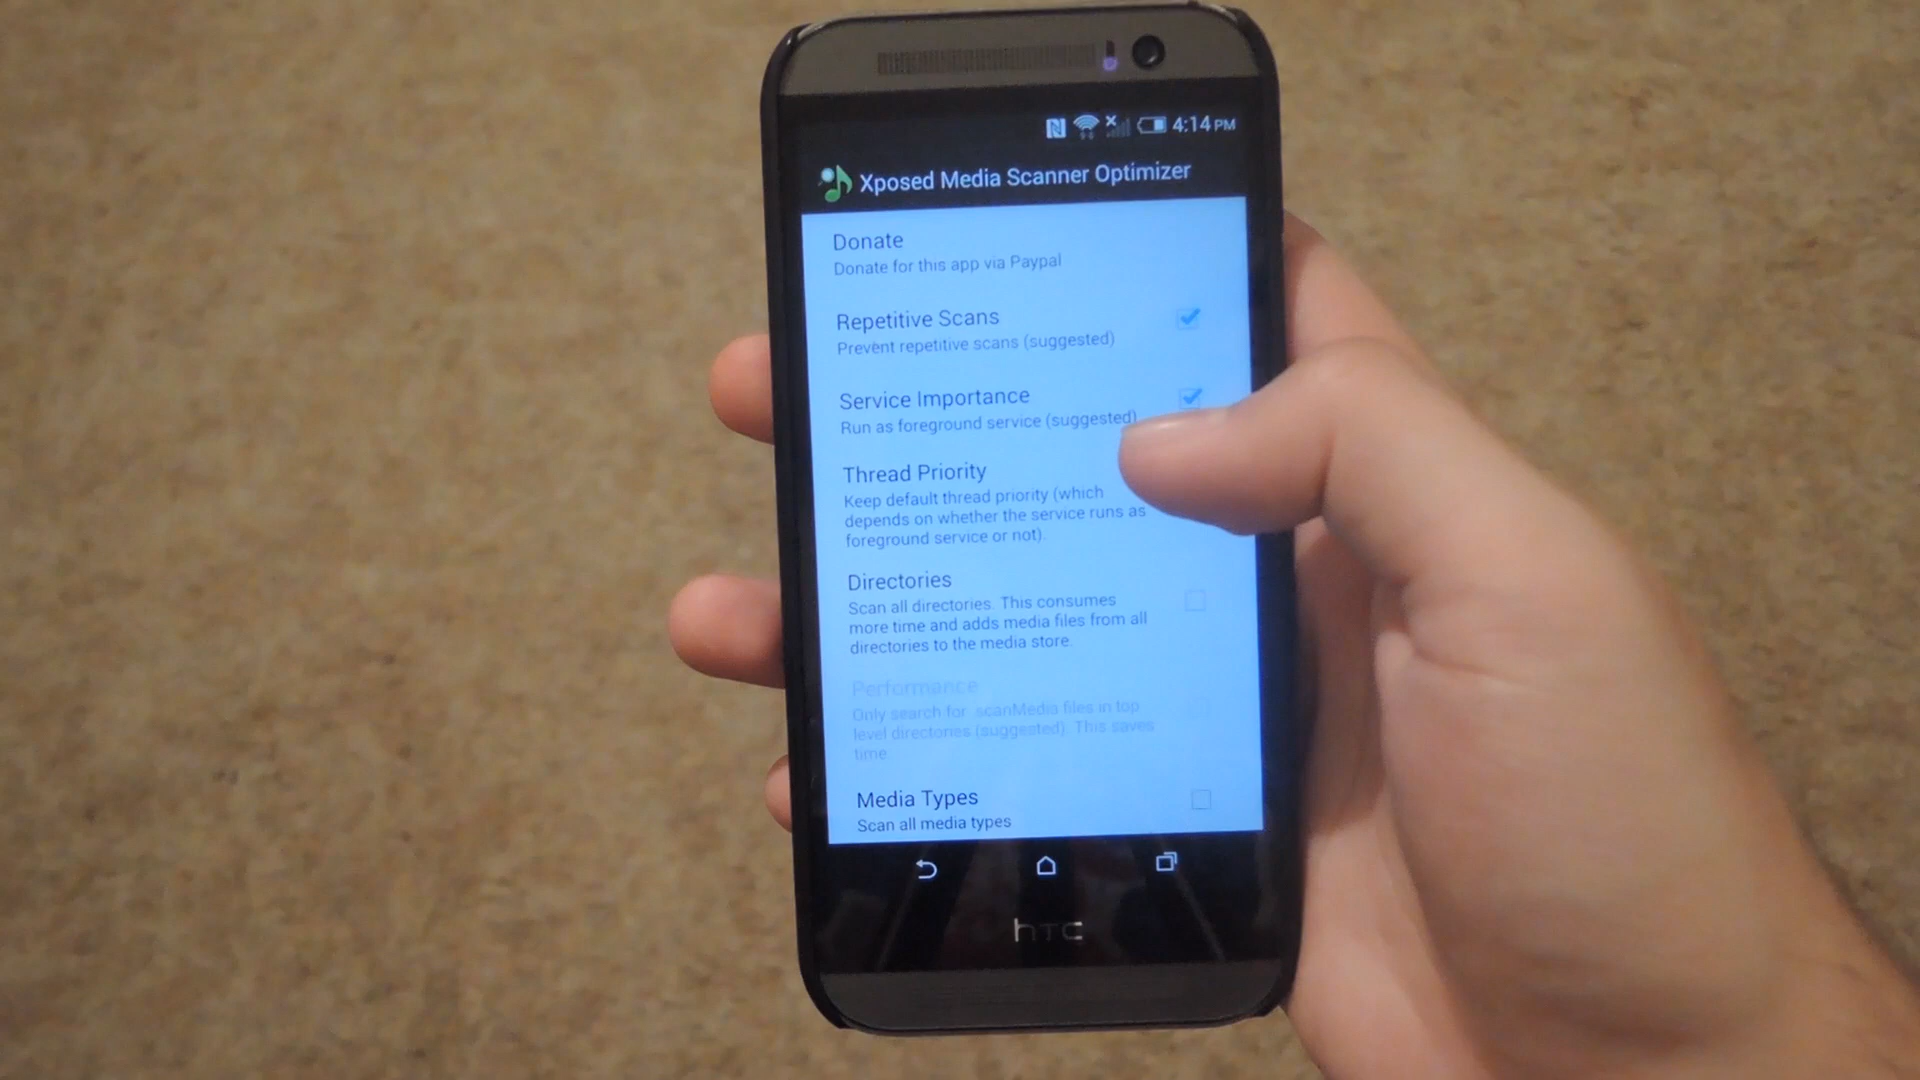 4:14 PM
Xposed Media Scanner Optimizer
Donate
Donate for this app via Paypal
Repetitive Scans
Prevent repetitive scans (suggested)
Service Importance
Run as foreground service (suggested)
Thread Priority
Keep default thread priority (which
depends on whether the service runs as
foreground service or not).
Directories
Scan all directories. This consumes
more time and adds media files from all
directories to the media store.
Performance
Only search for .scanMedia files in top
level directories (suggested). This saves
time.
Media Types
Scan all media types
hTC